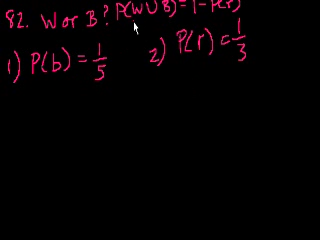 82. W or B? P(W∪B)=1-P(r)
1) P(b)=1/5 2) P(r)=1/3